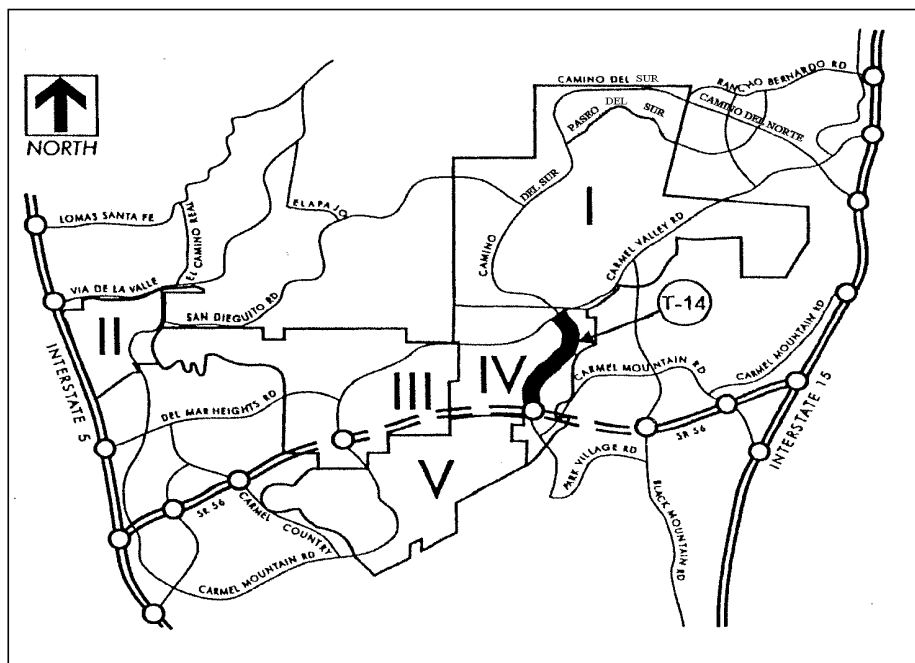 CAMINO DEL SUR
RANCHO BERNARDO RD
PASEO DEL SUR
CAMINO DEL NORTE
NORTH
LOMAS SANTA FE
EL CAMINO REAL
EL APAJO
CAMINO DEL SUR
I
CARMEL VALLEY RD
VIA DE LA VALLE
SAN DIEGUITO RD
T-14
II
INTERSTATE 5
III
IV
CARMEL MOUNTAIN RD
CARMEL MOUNTAIN RD
DEL MAR HEIGHTS RD
INTERSTATE 15
SR 56
V
PARK VILLAGE RD
BLACK MOUNTAIN RD
SR 56
CARMEL COUNTRY
CARMEL MOUNTAIN RD